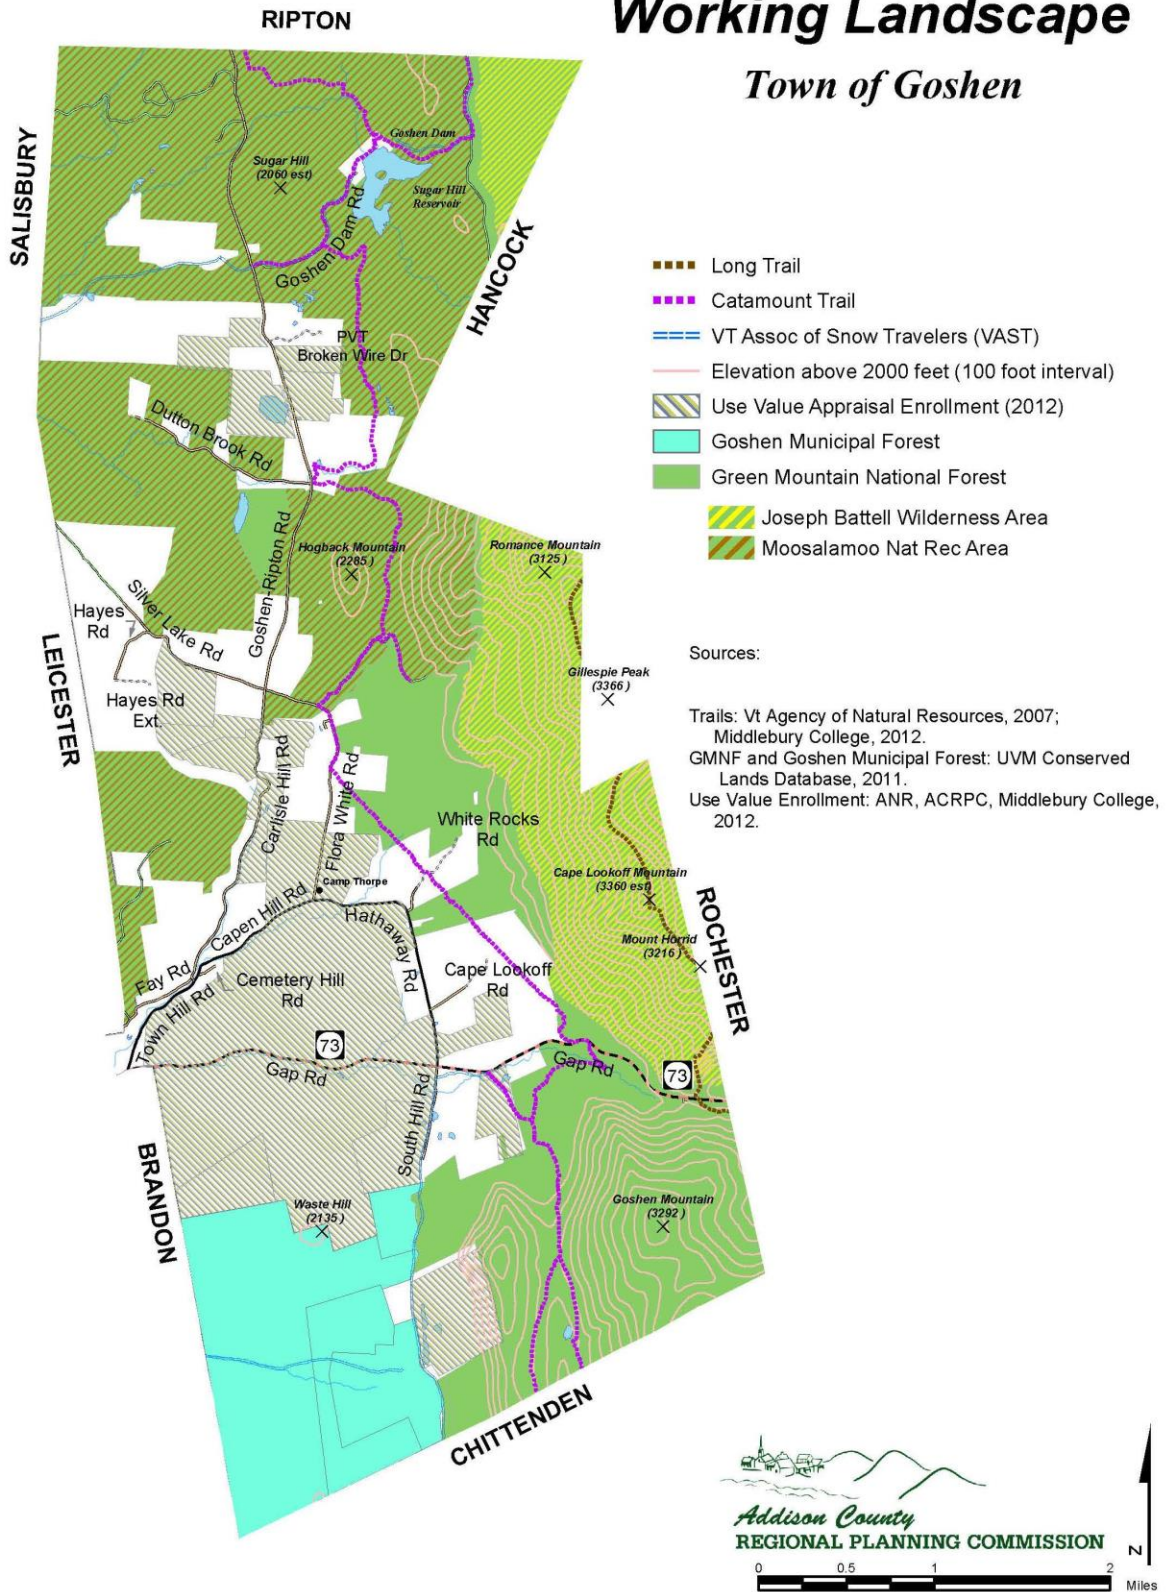 Working Landscape
Town of Goshen
RIPTON
SALISBURY
HANCOCK
LEICESTER
ROCHESTER
BRANDON
CHITTENDEN
Goshen Dam
Sugar Hill
(2060 est)
Sugar Hill
Reservoir
Goshen Dam Rd
PVT
Broken Wire Dr
Dutton Brook Rd
Goshen-Ripton Rd
Hogback Mountain
(2285 )
Romance Mountain
(3125 )
Silver Lake Rd
Hayes
Rd
Hayes Rd
Ext.
Gillespie Peak
(3366 )
Carlisle Hill Rd
Flora White Rd
White Rocks
Rd
Camp Thorpe
Capen Hill Rd
Hathaway Rd
Cape Lookoff Mountain
(3360 est)
Mount Horrid
(3216 )
Fay Rd
Town Hill Rd
Cemetery Hill
Rd
Cape Lookoff
Rd
73
Gap Rd
Gap Rd
73
South Hill Rd
Waste Hill
(2135 )
Goshen Mountain
(3292 )
Long Trail
Catamount Trail
VT Assoc of Snow Travelers (VAST)
Elevation above 2000 feet (100 foot interval)
Use Value Appraisal Enrollment (2012)
Goshen Municipal Forest
Green Mountain National Forest
Joseph Battell Wilderness Area
Moosalamoo Nat Rec Area
Sources:
Trails: Vt Agency of Natural Resources, 2007;
Middlebury College, 2012.
GMNF and Goshen Municipal Forest: UVM Conserved
Lands Database, 2011.
Use Value Enrollment: ANR, ACRPC, Middlebury College,
2012.
Addison County
REGIONAL PLANNING COMMISSION
N
0 0.5 1 2
Miles